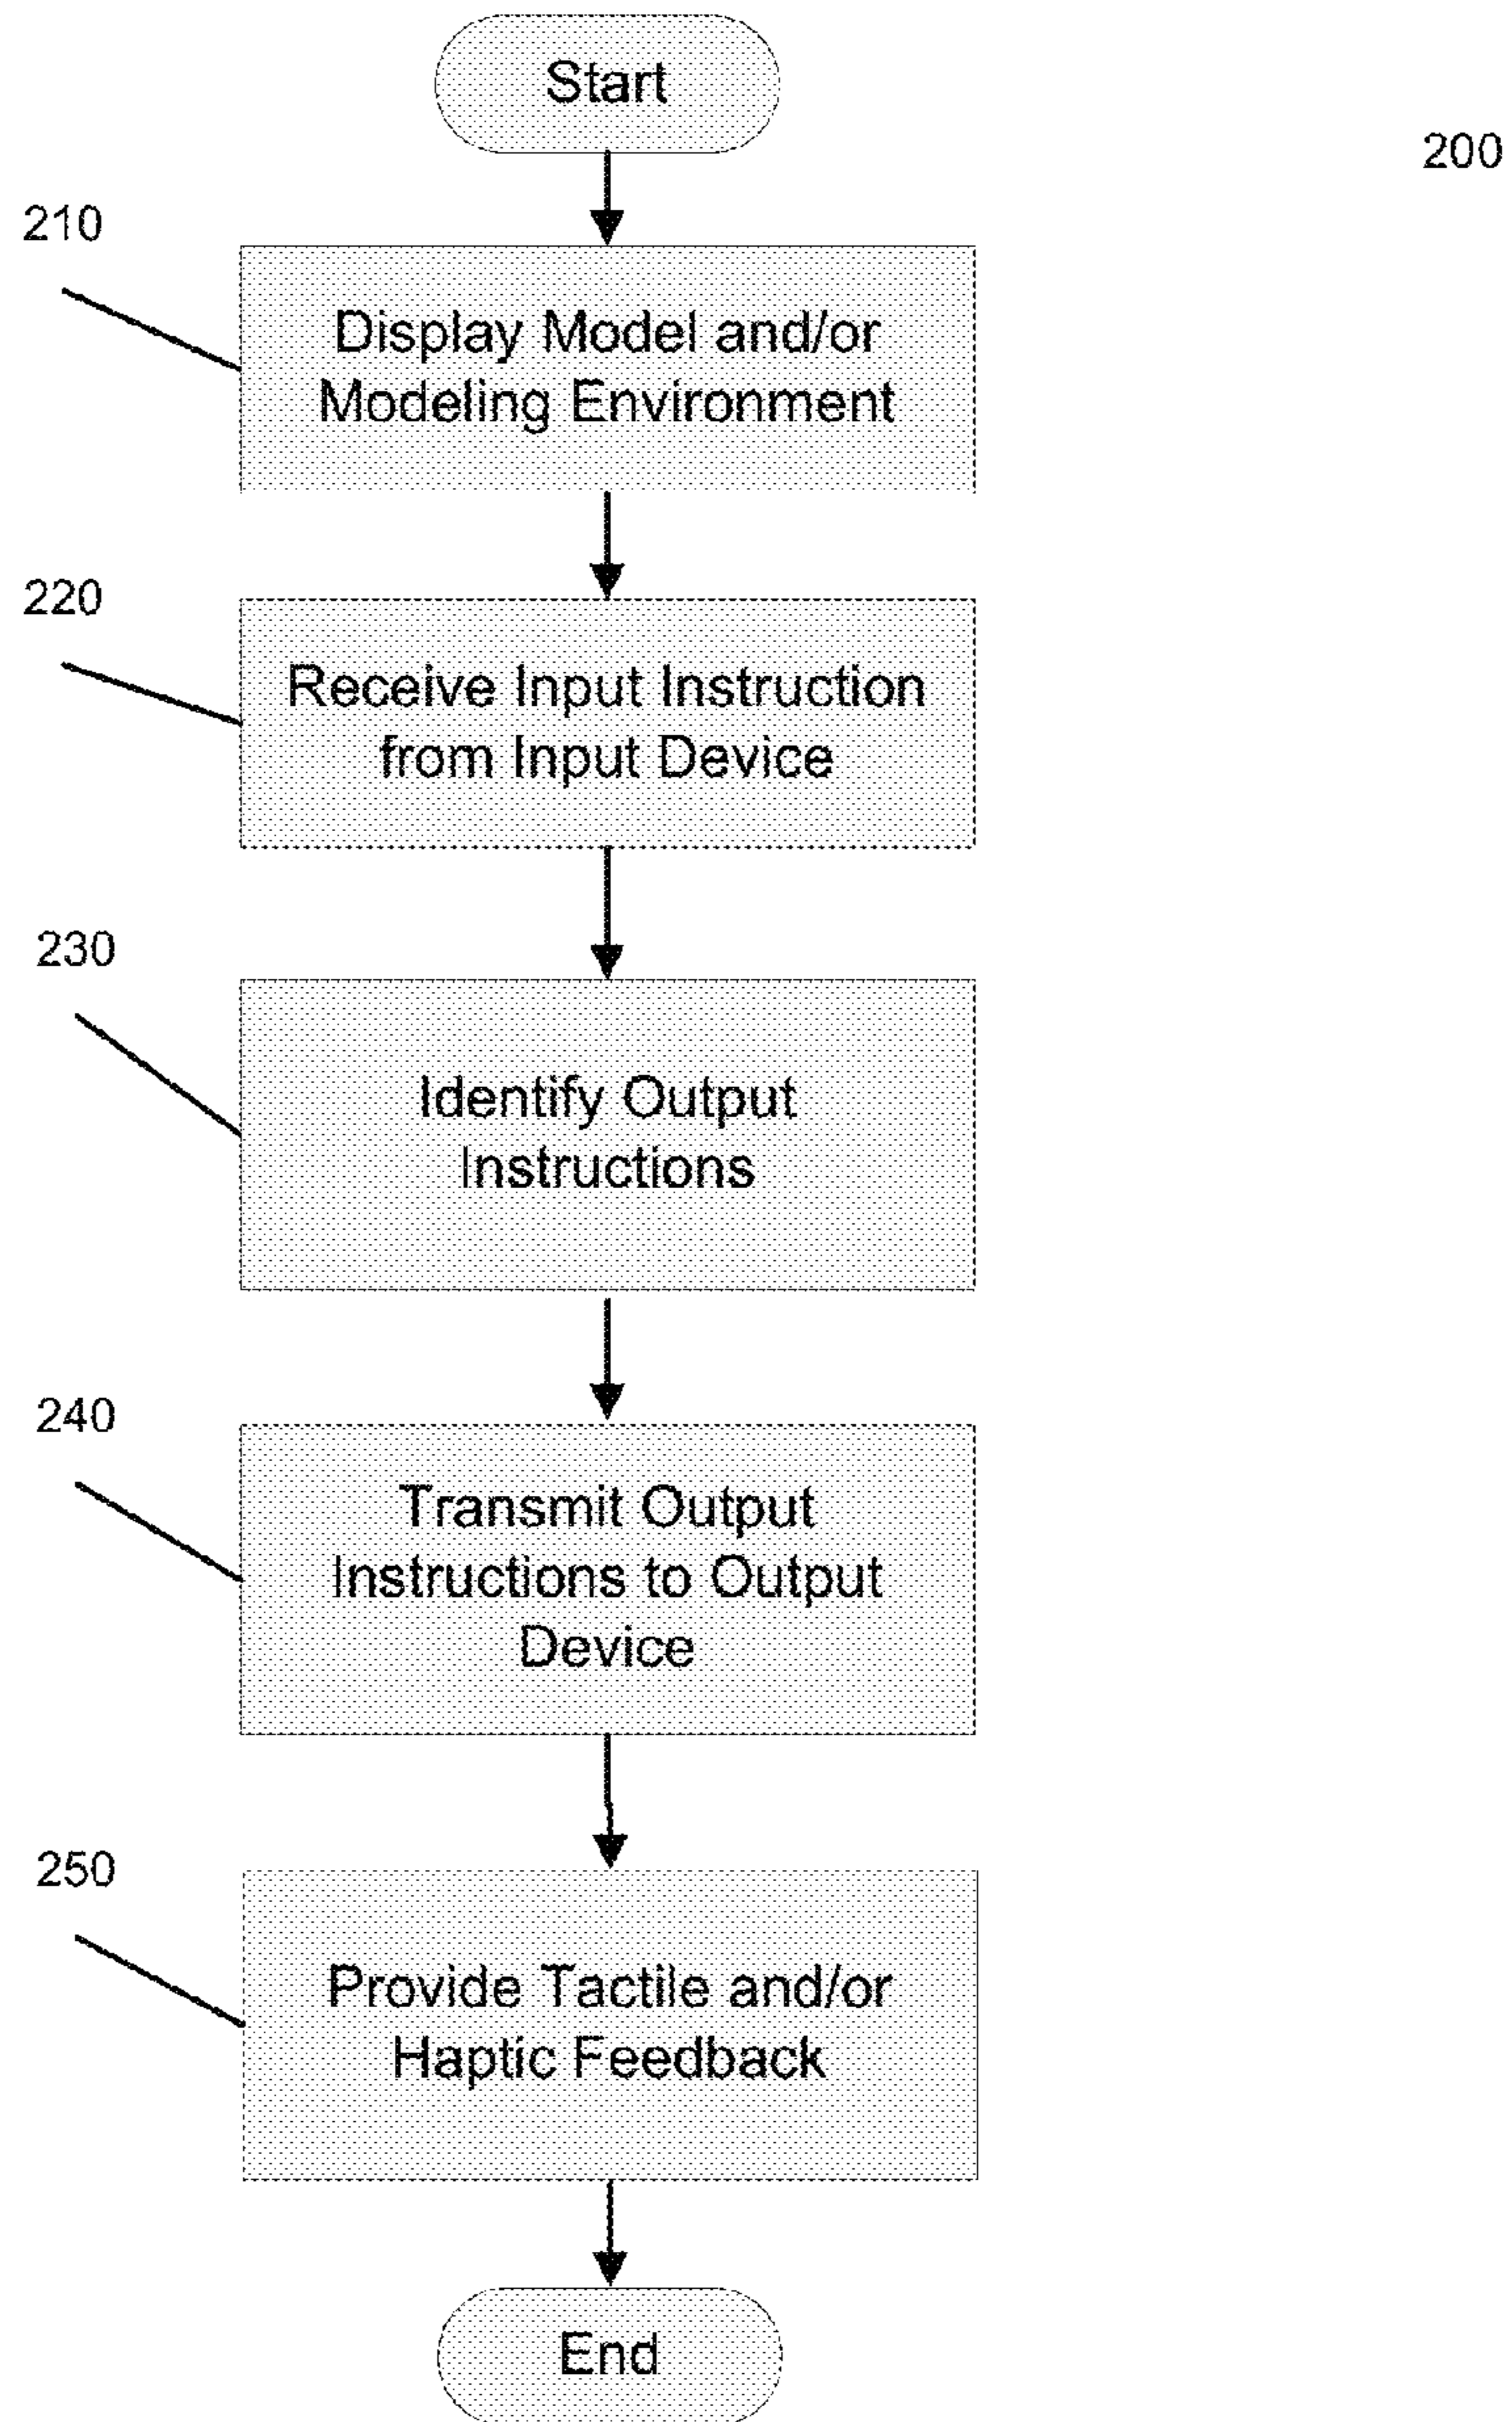 Start
200
210
Display Model and/or
Modeling Environment
220
Receive Input Instruction
from Input Device
230
Identify Output
Instructions
240
Transmit Output
Instructions to Output
Device
250
Provide Tactile and/or
Haptic Feedback
End